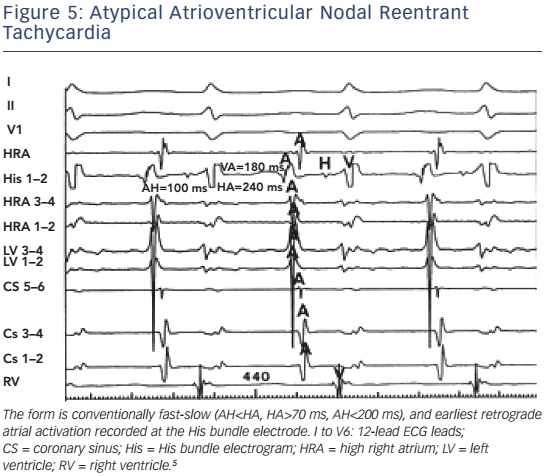 Figure 5: Atypical Atrioventricular Nodal Reentrant
Tachycardia
I
II
V1
HRA
A
His 1–2
A
VA=180 ms
H
V
AH=100 ms
HA=240 ms
A
HRA 3–4
A
HRA 1–2
A
LV 3–4
A
LV 1–2
CS 5–6
A
A
Cs 3–4
Cs 1–2
A
RV
440
V
The form is conventionally fast-slow (AH<HA, HA>70 ms, AH<200 ms), and earliest retrograde
atrial activation recorded at the His bundle electrode. I to V6: 12-lead ECG leads;
CS = coronary sinus; His = His bundle electrogram; HRA = high right atrium; LV = left
ventricle; RV = right ventricle.⁵